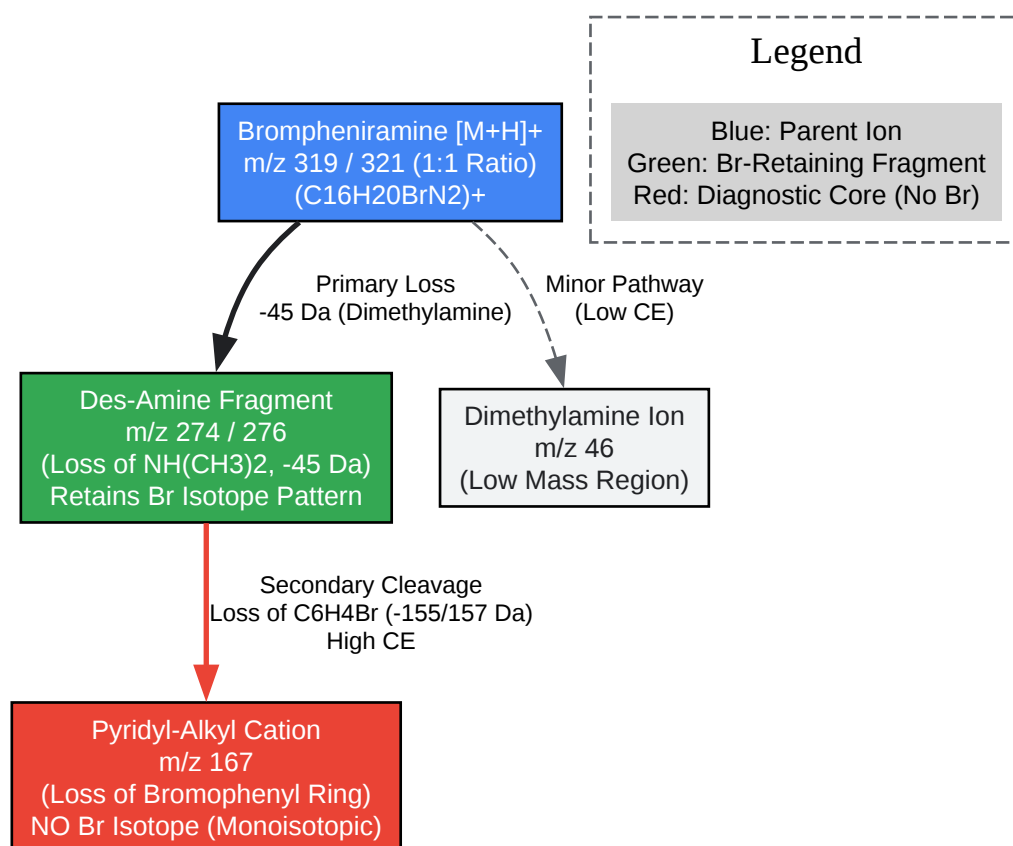 Legend
Blue: Parent Ion
Green: Br-Retaining Fragment
Red: Diagnostic Core (No Br)
Brompheniramine [M+H]+
m/z 319 / 321 (1:1 Ratio)
(C16H20BrN2)+
Primary Loss
-45 Da (Dimethylamine)
Minor Pathway
(Low CE)
Des-Amine Fragment
m/z 274 / 276
(Loss of NH(CH3)2, -45 Da)
Retains Br Isotope Pattern
Dimethylamine Ion
m/z 46
(Low Mass Region)
Secondary Cleavage
Loss of C6H4Br (-155/157 Da)
High CE
Pyridyl-Alkyl Cation
m/z 167
(Loss of Bromophenyl Ring)
NO Br Isotope (Monoisotopic)